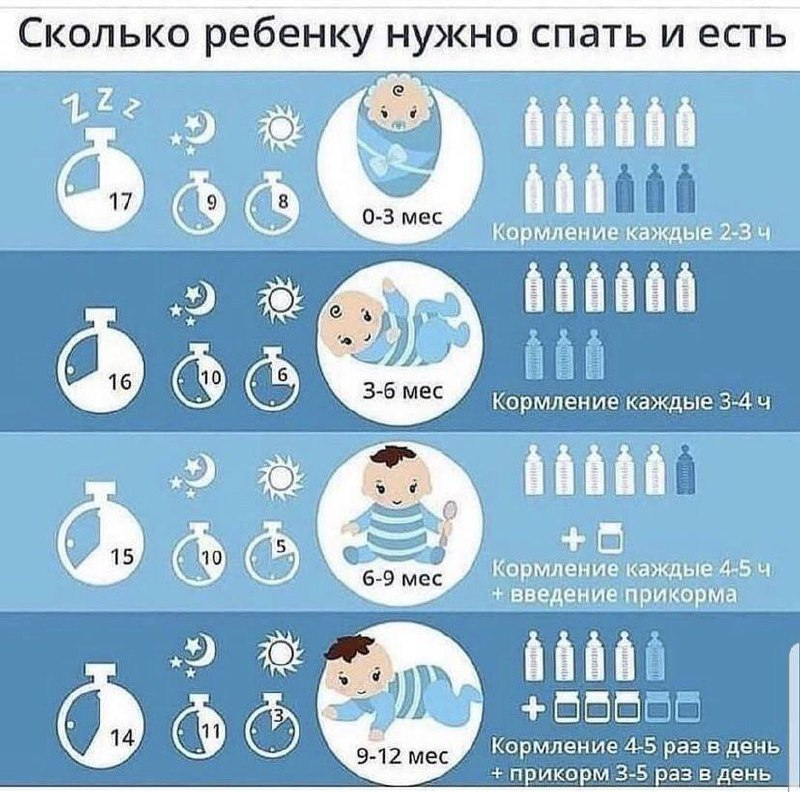 Сколько ребенку нужно спать и есть
Z Z Z
17
9
8
0-3 мес
Кормление каждые 2-3 ч
16
10
6
3-6 мес
Кормление каждые 3-4 ч
15
10
5
6-9 мес
Кормление каждые 4-5 ч
+ введение прикорма
14
11
3
9-12 мес
Кормление 4-5 раз в день
+ прикорм 3-5 раз в день